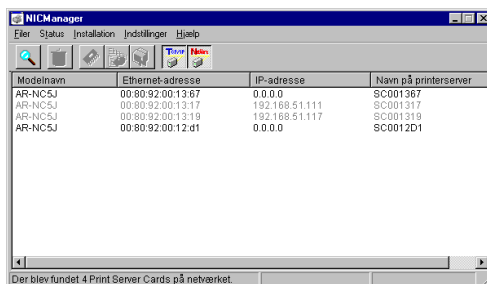 NICManager
Filer Status Installation Indstillinger Hjælp
Modelnavn Ethernet-adresse IP-adresse Navn på printerserver
AR-NC5J 00:80:92:00:13:67 0.0.0.0 SC001367
AR-NC5J 00:80:92:00:13:17 192.168.51.111 SC001317
AR-NC5J 00:80:92:00:13:19 192.168.51.117 SC001319
AR-NC5J 00:80:92:00:12:d1 0.0.0.0 SC0012D1
Der blev fundet 4 Print Server Cards på netværket.